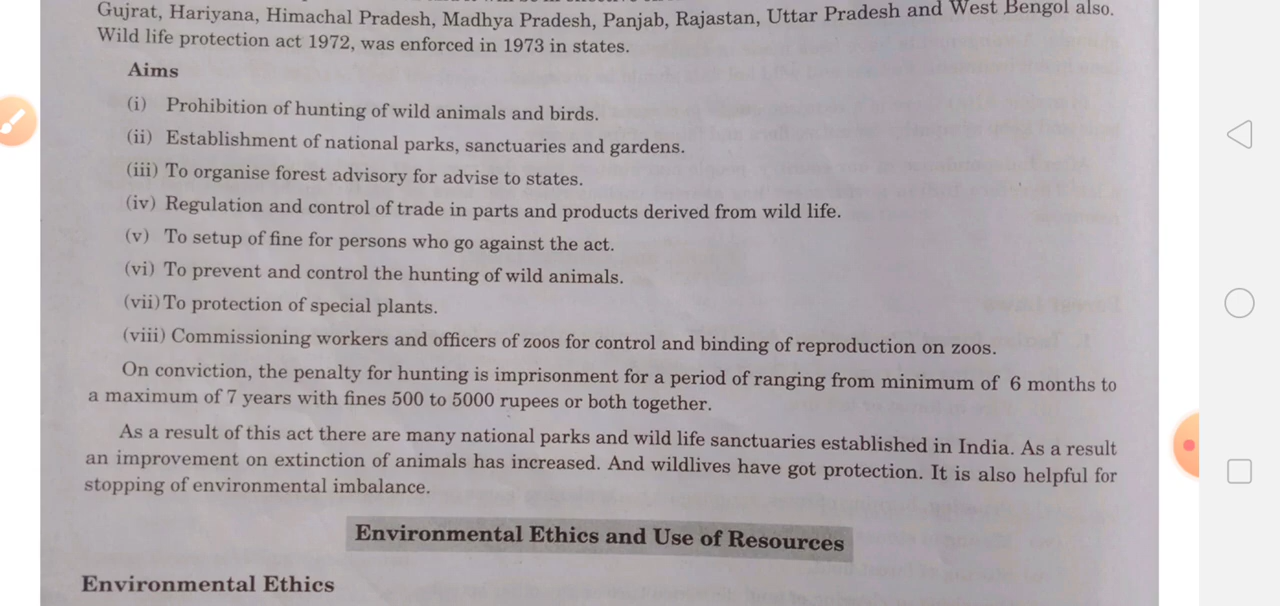 Gujrat, Hariyana, Himachal Pradesh, Madhya Pradesh, Panjab, Rajastan, Uttar Pradesh and West Bengol also.
Wild life protection act 1972, was enforced in 1973 in states.
Aims
(i) Prohibition of hunting of wild animals and birds.
(ii) Establishment of national parks, sanctuaries and gardens.
(iii) To organise forest advisory for advise to states.
(iv) Regulation and control of trade in parts and products derived from wild life.
(v) To setup of fine for persons who go against the act.
(vi) To prevent and control the hunting of wild animals.
(vii) To protection of special plants.
(viii) Commissioning workers and officers of zoos for control and binding of reproduction on zoos.
On conviction, the penalty for hunting is imprisonment for a period of ranging from minimum of 6 months to
a maximum of 7 years with fines 500 to 5000 rupees or both together.
As a result of this act there are many national parks and wild life sanctuaries established in India. As a result
an improvement on extinction of animals has increased. And wildlives have got protection. It is also helpful for
stopping of environmental imbalance.
Environmental Ethics and Use of Resources
Environmental Ethics